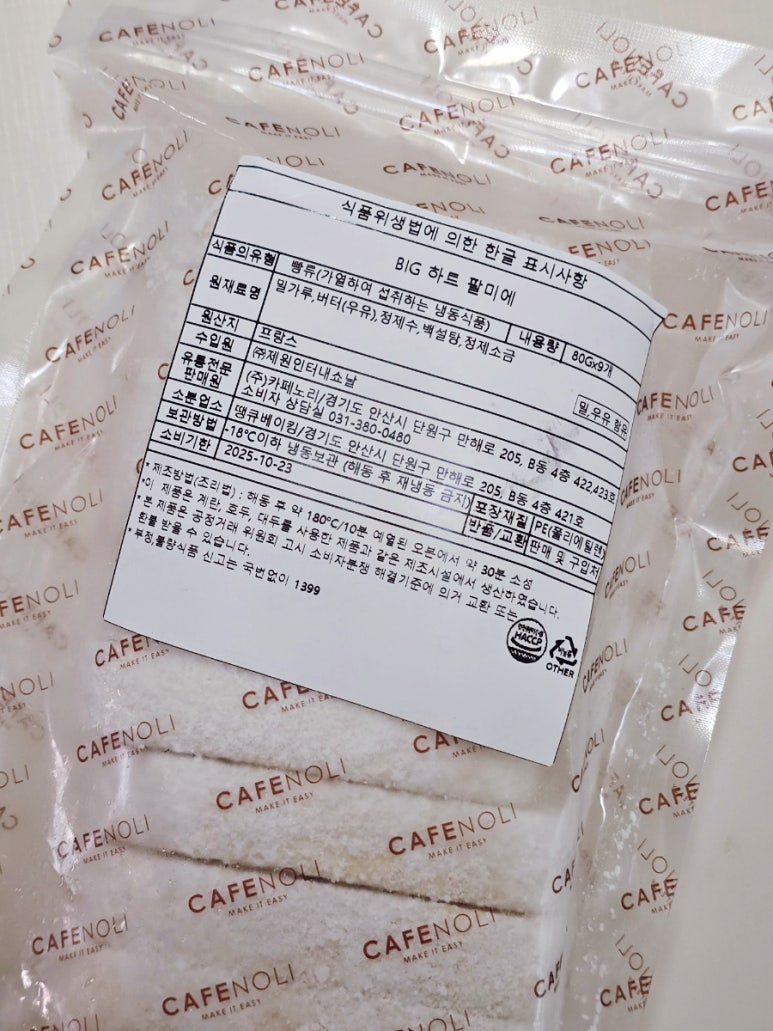 CAFENOLI
MAKE IT EASY
식품위생법에 의한 한글 표시사항
BIG 하트 팔미에
식품의유형 빵류(가열하여 섭취하는 냉동식품) 내용량 80GX9개
원재료명 밀가루,버터(우유),정제수,백설탕,정제소금
밀,우유 함유
원산지 프랑스
수입원 ㈜제원인터내쇼날
유통전문판매원 (주)카페노리/경기도 안산시 단원구 만해로 205, B동 4층 422,423호
소비자 상담실 031-380-0480
소분업소 땡큐베이컴/경기도 안산시 단원구 만해로 205, B동 4층 421호
보관방법 -18℃이하 냉동보관 (해동 후 재냉동 금지) 포장재질 PE(폴리에틸렌)
소비기한 2025-10-23 반품/교환 판매 및 구입처
* 제조방법(조리법) : 해동 후 약 180℃/10분 예열된 오븐에서 약 30분 소성
*이 제품은 계란, 호두, 대두를 사용한 제품과 같은 제조시설에서 생산하였습니다.
* 본 제품은 공정거래 위원회 고시 소비자분쟁 해결기준에 의거 교환 또는
환불 받을 수 있습니다.
*부정불량식품 신고는 국번없이 1399
HACCP
OTHER